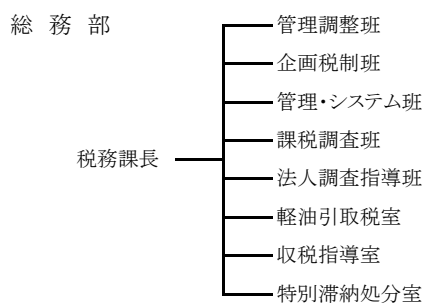 総務部
管理調整班
企画税制班
管理・システム班
課税調査班
税務課長
法人調査指導班
軽油引取税室
収税指導室
特別滞納処分室